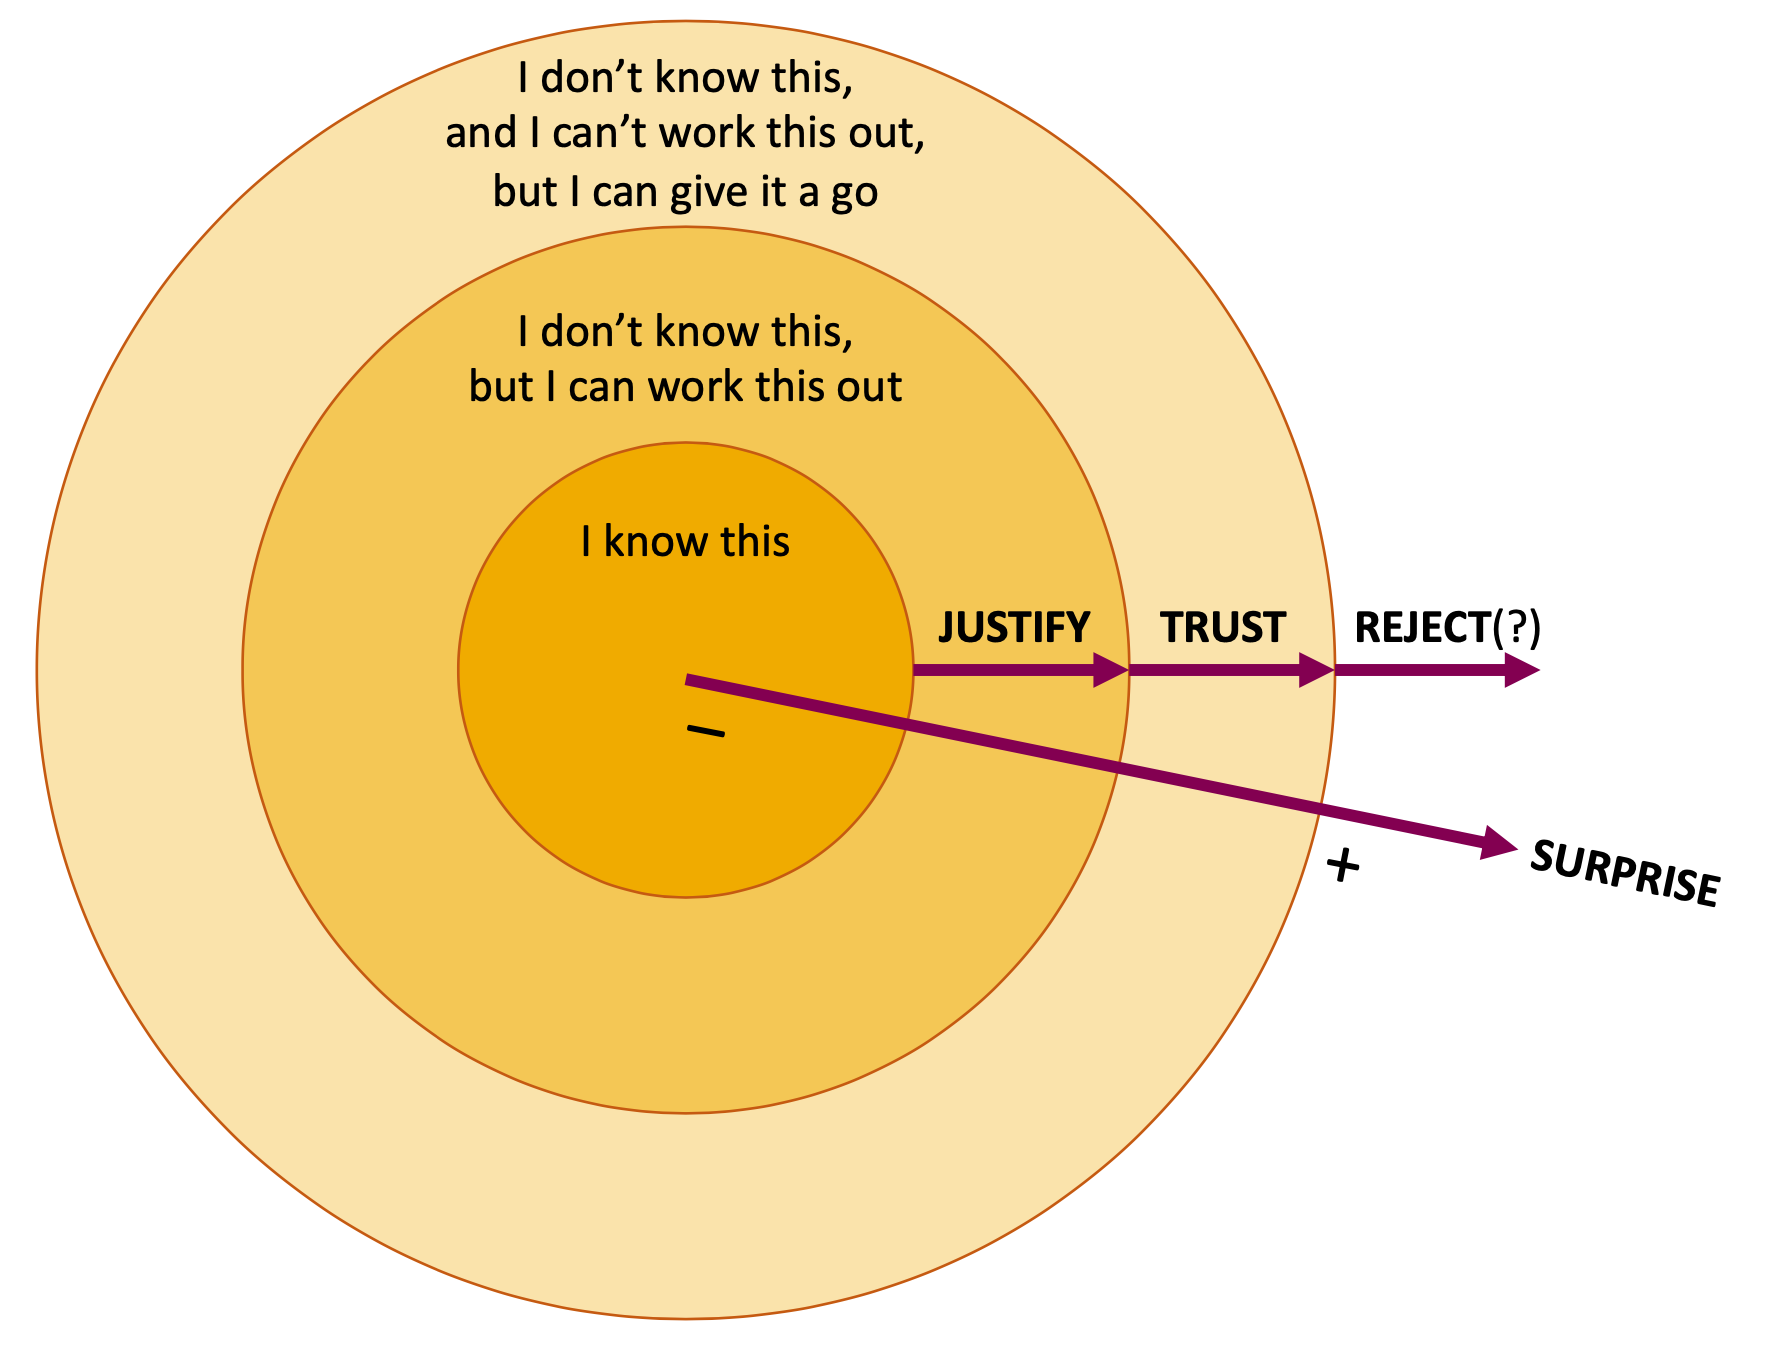 I don’t know this,
and I can’t work this out,
but I can give it a go
I don’t know this,
but I can work this out
I know this
JUSTIFY
TRUST
REJECT(?)
–
+
SURPRISE